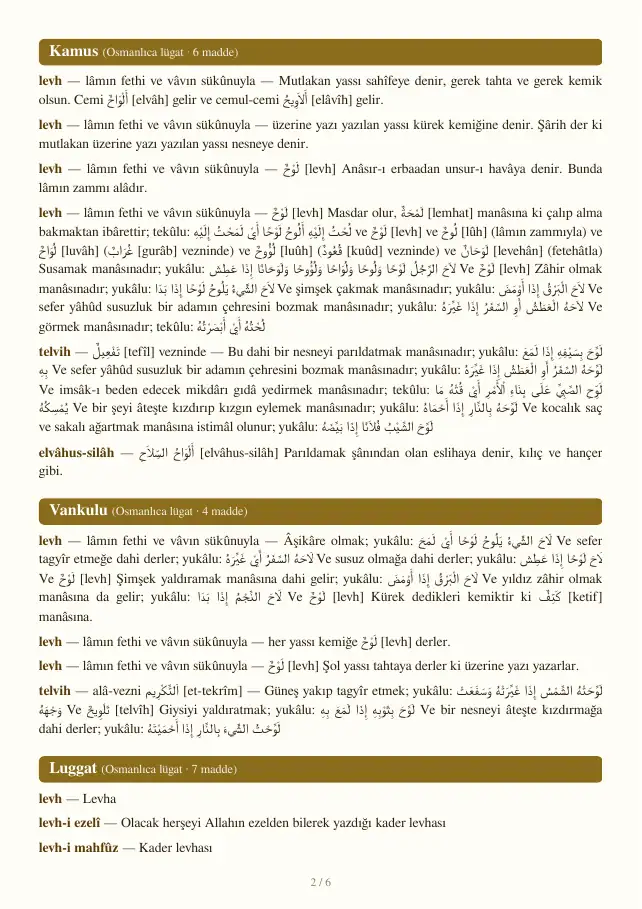 Kamus (Osmanlıca lügat · 6 madde)
levh — lâmın fethi ve vâvın sükûnuyla — Mutlakan yassı sahîfeye denir, gerek tahta ve gerek kemik
olsun. Cemi أَلْوَاحٌ [elvâh] gelir ve cemul-cemi أَلاَوِيحُ [elâvîh] gelir.
levh — lâmın fethi ve vâvın sükûnuyla — üzerine yazı yazılan yassı kürek kemiğine denir. Şârih der ki
mutlakan üzerine yazı yazılan yassı nesneye denir.
levh — lâmın fethi ve vâvın sükûnuyla — لَوْحٌ [levh] Anâsır-ı erbaadan unsur-ı havâya denir. Bunda
lâmın zammı alâdır.
levh — lâmın fethi ve vâvın sükûnuyla — لَوْحٌ [levh] Masdar olur, لَمْحَةٌ [lemhat] manâsına ki çalıp alma
bakmaktan ibârettir; tekûlu: لُحْتُ إِلَيْهِ أَلُوحُ لَوْحًا أَيْ لَمَحْتُ إِلَيْهِ Ve لَوْحٌ [levh] ve لُوحٌ [lûh] (lâmın zammıyla) ve
لُوَاحٌ [luvâh] (غُرَابٌ [gurâb] vezninde) ve لُؤُوحٌ [luûh] (قُعُودٌ [kuûd] vezninde) ve لَوَحَانٌ [levehân] (fetehâtla)
Susamak manâsınadır; yukâlu: لاَحَ الرَّجُلُ لَوْحًا وَلُوحًا وَلُوَاحًا وَلُؤُوحًا وَلَوَحَانًا إِذَا عَطِشَ Ve لَوْحٌ [levh] Zâhir olmak
manâsınadır; yukâlu: لاَحَ الشَّيْءُ يَلُوحُ لَوْحًا إِذَا بَدَا Ve şimşek çakmak manâsınadır; yukâlu: لاَحَ الْبَرْقُ إِذَا أَوْمَضَ Ve
sefer yâhûd susuzluk bir adamın çehresini bozmak manâsınadır; yukâlu: لاَحَهُ الْعَطَشُ أَوِ السَّفَرُ إِذَا غَيَّرَهُ Ve
görmek manâsınadır; tekûlu: لُحْتُهُ أَيْ أَبْصَرْتُهُ
telvih — تَفْعِيلٌ [tefîl] vezninde — Bu dahi bir nesneyi parıldatmak manâsınadır; yukâlu: لَوَّحَ بِسَيْفِهِ إِذَا لَمَعَ
بِهِ Ve sefer yâhûd susuzluk bir adamın çehresini bozmak manâsınadır; yukâlu: لَوَّحَهُ السَّفَرُ أَوِ الْعَطَشُ إِذَا غَيَّرَهُ
Ve imsâk-ı beden edecek mikdârı gıdâ yedirmek manâsınadır; tekûlu: لَوِّحِ الصَّبِيَّ عَلَى بِنَاءِ الْأَمْرِ أَيْ قُتْهُ مَا
يُمْسِكُهُ Ve bir şeyi âteşte kızdırıp kızgın eylemek manâsınadır; yukâlu: لَوَّحَهُ بِالنَّارِ إِذَا أَحْمَاهُ Ve kocalık saç
ve sakalı ağartmak manâsına istimâl olunur; yukâlu: لَوَّحَ الشَّيْبُ فُلاَنًا إِذَا بَيَّضَهُ
elvâhus-silâh — أَلْوَاحُ السِّلاَحِ [elvâhus-silâh] Parıldamak şânından olan eslihaya denir, kılıç ve hançer
gibi.
Vankulu (Osmanlıca lügat · 4 madde)
levh — lâmın fethi ve vâvın sükûnuyla — Âşikâre olmak; yukâlu: لاَحَ الشَّيْءُ يَلُوحُ لَوْحًا أَيْ لَمَحَ Ve sefer
tagyîr etmeğe dahi derler; yukâlu: لاَحَهُ السَّفَرُ أَيْ غَيَّرَهُ Ve susuz olmağa dahi derler; yukâlu: لاَحَ لَوْحًا إِذَا عَطِشَ
Ve لَوْحٌ [levh] Şimşek yaldıramak manâsına dahi gelir; yukâlu: لاَحَ الْبَرْقُ إِذَا أَوْمَضَ Ve yıldız zâhir olmak
manâsına da gelir; yukâlu: لاَحَ النَّجْمُ إِذَا بَدَا Ve لَوْحٌ [levh] Kürek dedikleri kemiktir ki كَتِفٌ [ketif]
manâsına.
levh — lâmın fethi ve vâvın sükûnuyla — her yassı kemiğe لَوْحٌ [levh] derler.
levh — lâmın fethi ve vâvın sükûnuyla — لَوْحٌ [levh] Şol yassı tahtaya derler ki üzerine yazı yazarlar.
telvih — alâ-vezni اَلتَّكْرِيم [et-tekrîm] — Güneş yakıp tagyîr etmek; yukâlu: لَوَّحَتْهُ الشَّمْسُ إِذَا غَيَّرَتْهُ وَسَفَعَتْ
وَجْهَهُ Ve تَلْوِيحٌ [telvîh] Giysiyi yaldıratmak; yukâlu: لَوَّحَ بِثَوْبِهِ إِذَا لَمَعَ بِهِ Ve bir nesneyi âteşte kızdırmağa
dahi derler; yukâlu: لَوَّحْتُ الشَّيْءَ بِالنَّارِ إِذَا أَحْمَيْتَهُ
Luggat (Osmanlıca lügat · 7 madde)
levh — Levha
levh-i ezelî — Olacak herşeyi Allahın ezelden bilerek yazdığı kader levhası
levh-i mahfûz — Kader levhası
2 / 6